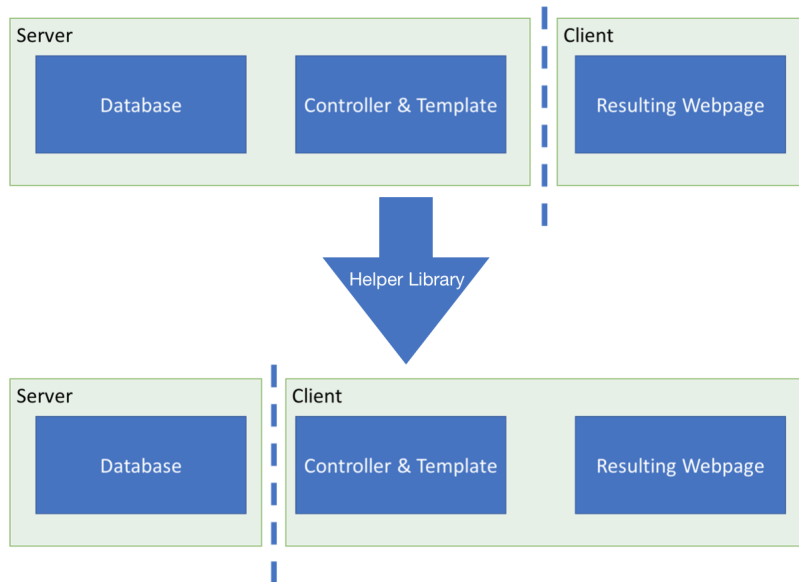 Server
Client
Database
Controller & Template
Resulting Webpage
Helper Library
Server
Client
Database
Controller & Template
Resulting Webpage